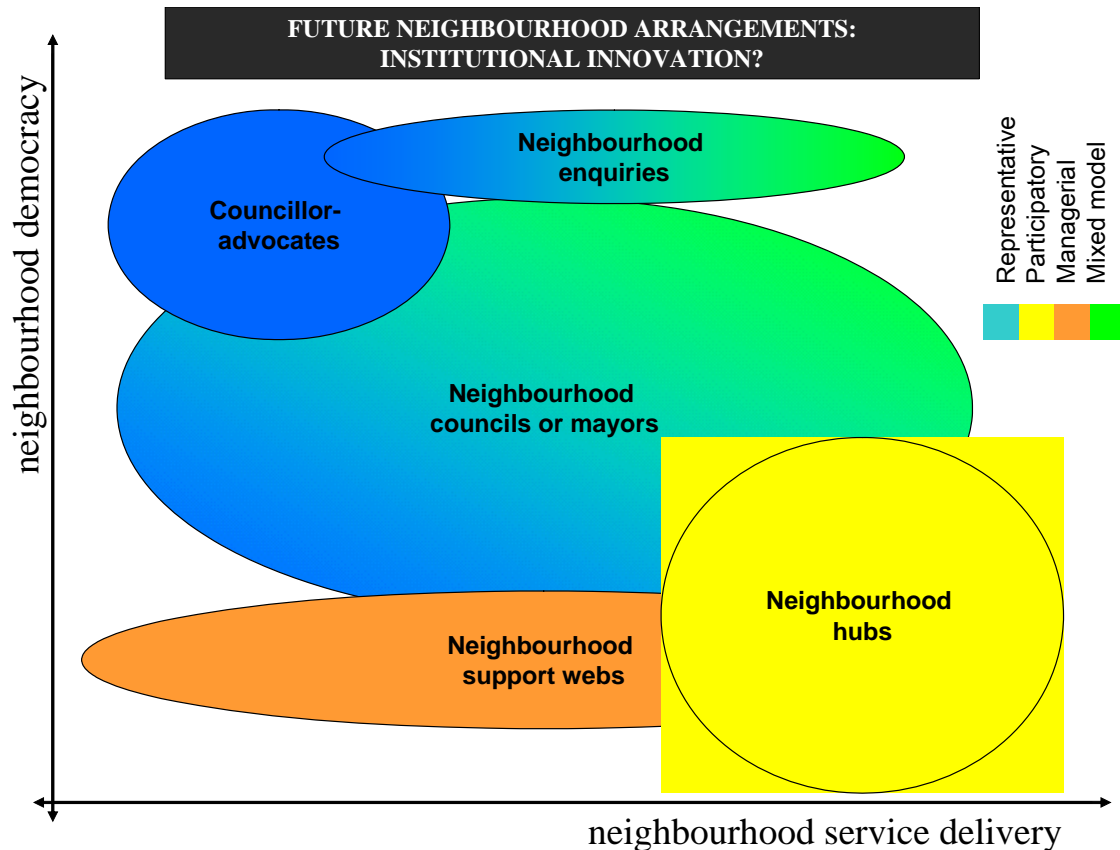 FUTURE NEIGHBOURHOOD ARRANGEMENTS:
INSTITUTIONAL INNOVATION?
neighbourhood democracy
Neighbourhood
enquiries
Councillor-
advocates
Representative
Participatory
Managerial
Mixed model
Neighbourhood
councils or mayors
Neighbourhood
hubs
Neighbourhood
support webs
neighbourhood service delivery